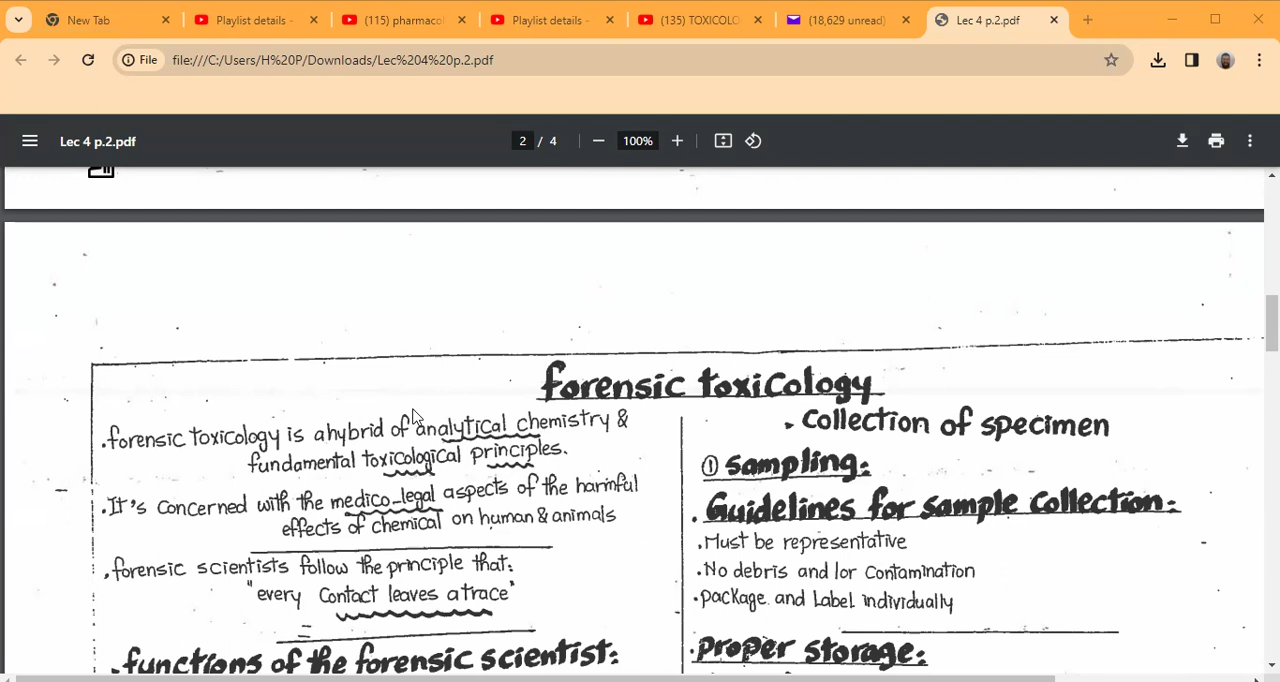 New Tab
Playlist details -
(115) pharmaco
Playlist details -
(135) TOXICOLO
(18,629 unread)
Lec 4 p.2.pdf
File
file:///C:/Users/H%20P/Downloads/Lec%204%20p.2.pdf
Lec 4 p.2.pdf
2 / 4
100%
forensic toxicology
.forensic toxicology is a hybrid of analytical chemistry &
fundamental toxicological principles.
.It's concerned with the medico-legal aspects of the harmful
effects of chemical on human & animals
.forensic scientists follow the principle that:
"every Contact leaves a trace"
.functions of the forensic scientist:
. Collection of specimen
① Sampling:
. Guidelines for sample collection:
.Must be representative
.No debris and lor Contamination
.package and Label individually
.proper storage: